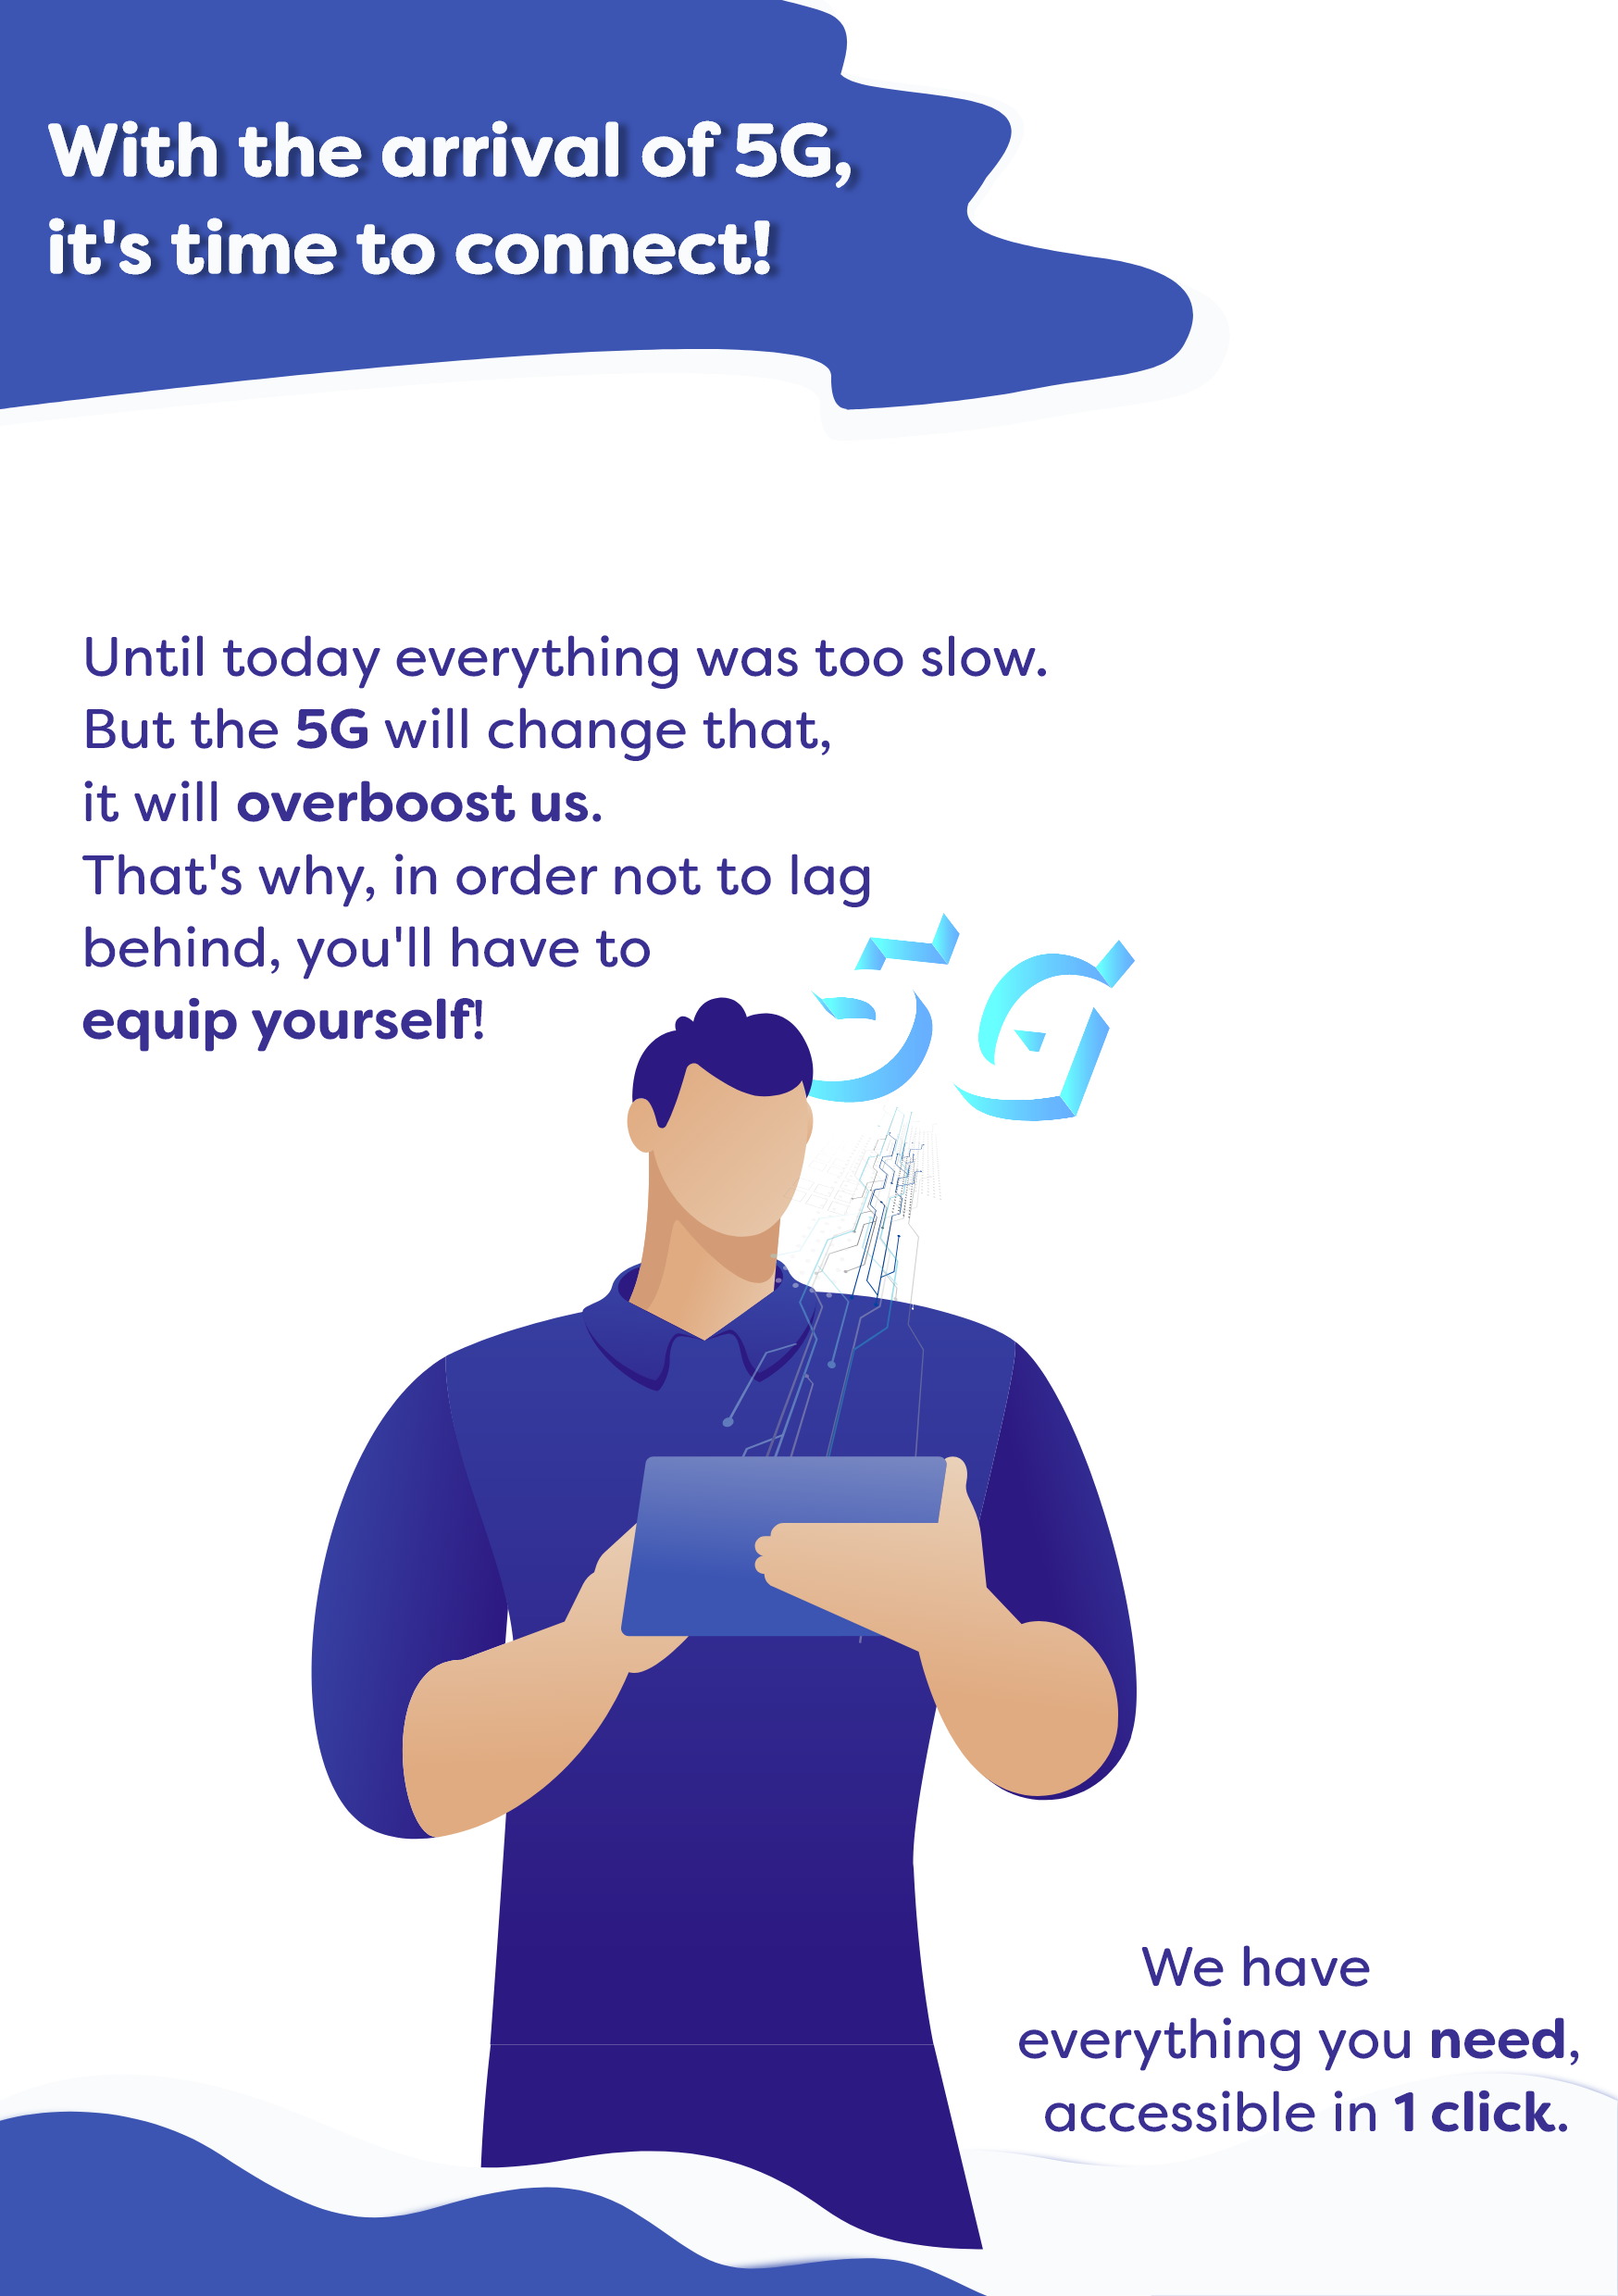 With the arrival of 5G,
it's time to connect!
Until today everything was too slow.
But the 5G will change that,
it will overboost us.
That's why, in order not to lag
behind, you'll have to
equip yourself!
5G
We have
everything you need,
accessible in 1 click.